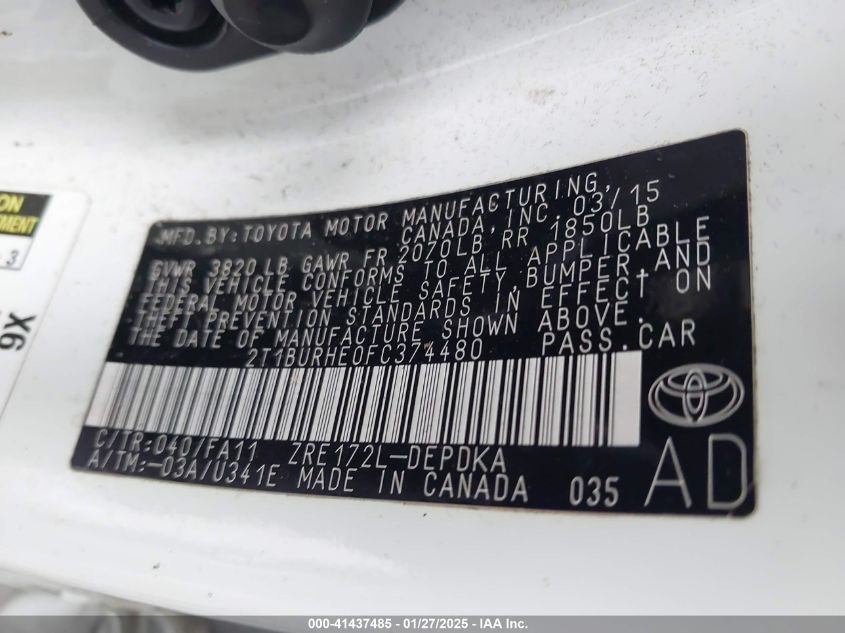 ON
EMENT
3
X6
MFD. BY: TOYOTA MOTOR MANUFACTURING,
CANADA, INC. 03/15
GVWR 3820 LB GAWR FR 2070LB RR 1850LB
THIS VEHICLE CONFORMS TO ALL APPLICABLE
FEDERAL MOTOR VEHICLE SAFETY, BUMPER, AND
THEFT PREVENTION STANDARDS IN EFFECT ON
THE DATE OF MANUFACTURE SHOWN ABOVE.
2T1BURHE0FC374480 PASS.CAR
C/TR:040/FA11 ZRE172L-DEPDKA
A/TM:-03A/U341E MADE IN CANADA 035 AD
000-41437485 - 01/27/2025 - IAA Inc.